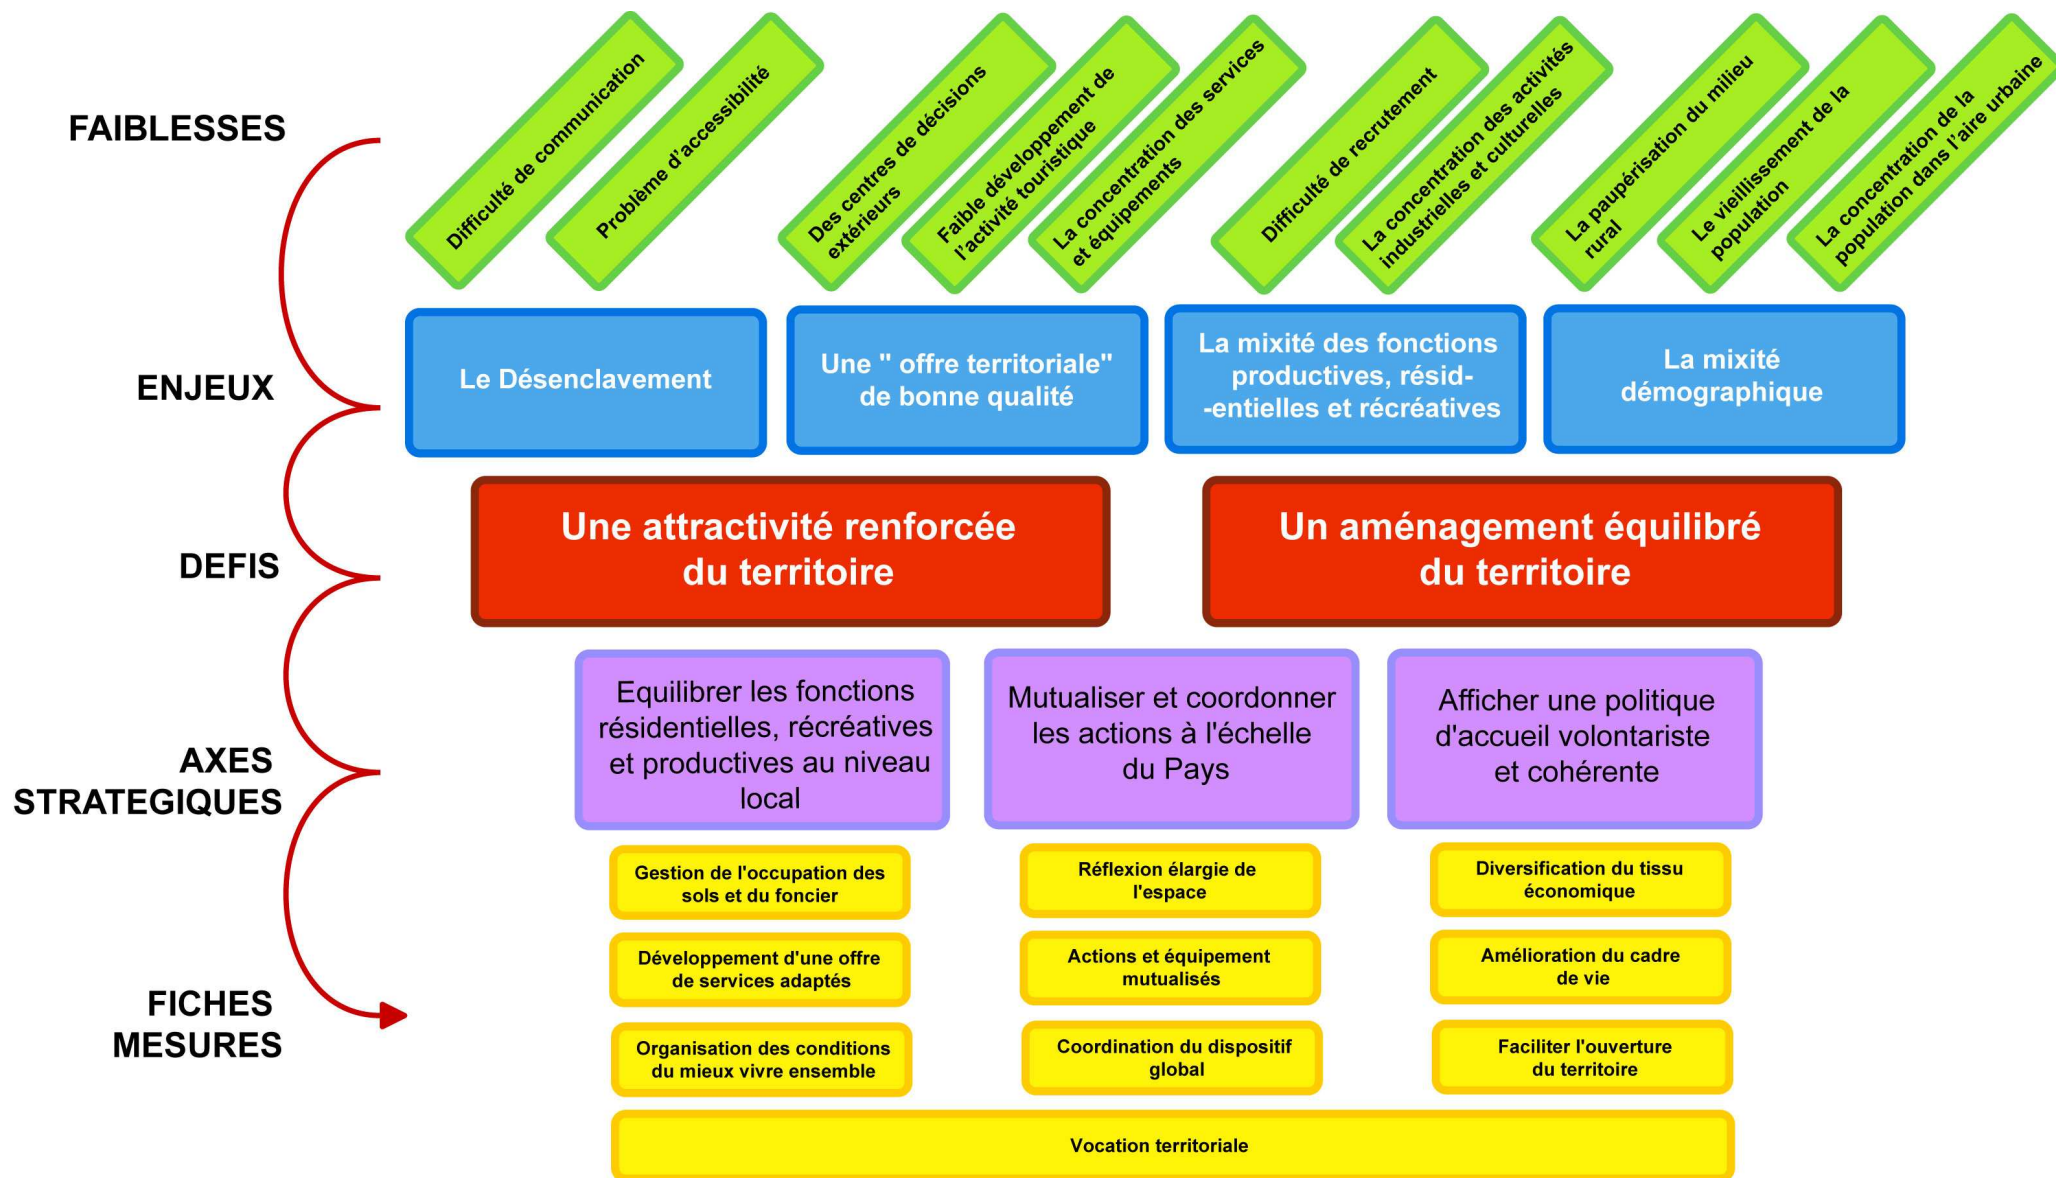 FAIBLESSES
Difficulté de communication
Problème d'accessibilité
Des centres de décisions
extérieurs
Faible développement de
l'activité touristique
La concentration des services
et équipements
Difficulté de recrutement
La concentration des activités
industrielles et culturelles
La paupérisation du milieu
rural
Le vieillissement de la
population
La concentration de la
population dans l'aire urbaine
ENJEUX
Le Désenclavement
Une " offre territoriale"
de bonne qualité
La mixité des fonctions
productives, résid-
-entielles et récréatives
La mixité
démographique
DEFIS
Une attractivité renforcée
du territoire
Un aménagement équilibré
du territoire
AXES
STRATEGIQUES
Equilibrer les fonctions
résidentielles, récréatives
et productives au niveau
local
Mutualiser et coordonner
les actions à l'échelle
du Pays
Afficher une politique
d'accueil volontariste
et cohérente
FICHES
MESURES
Gestion de l'occupation des
sols et du foncier
Réflexion élargie de
l'espace
Diversification du tissu
économique
Développement d'une offre
de services adaptés
Actions et équipement
mutualisés
Amélioration du cadre
de vie
Organisation des conditions
du mieux vivre ensemble
Coordination du dispositif
global
Faciliter l'ouverture
du territoire
Vocation territoriale